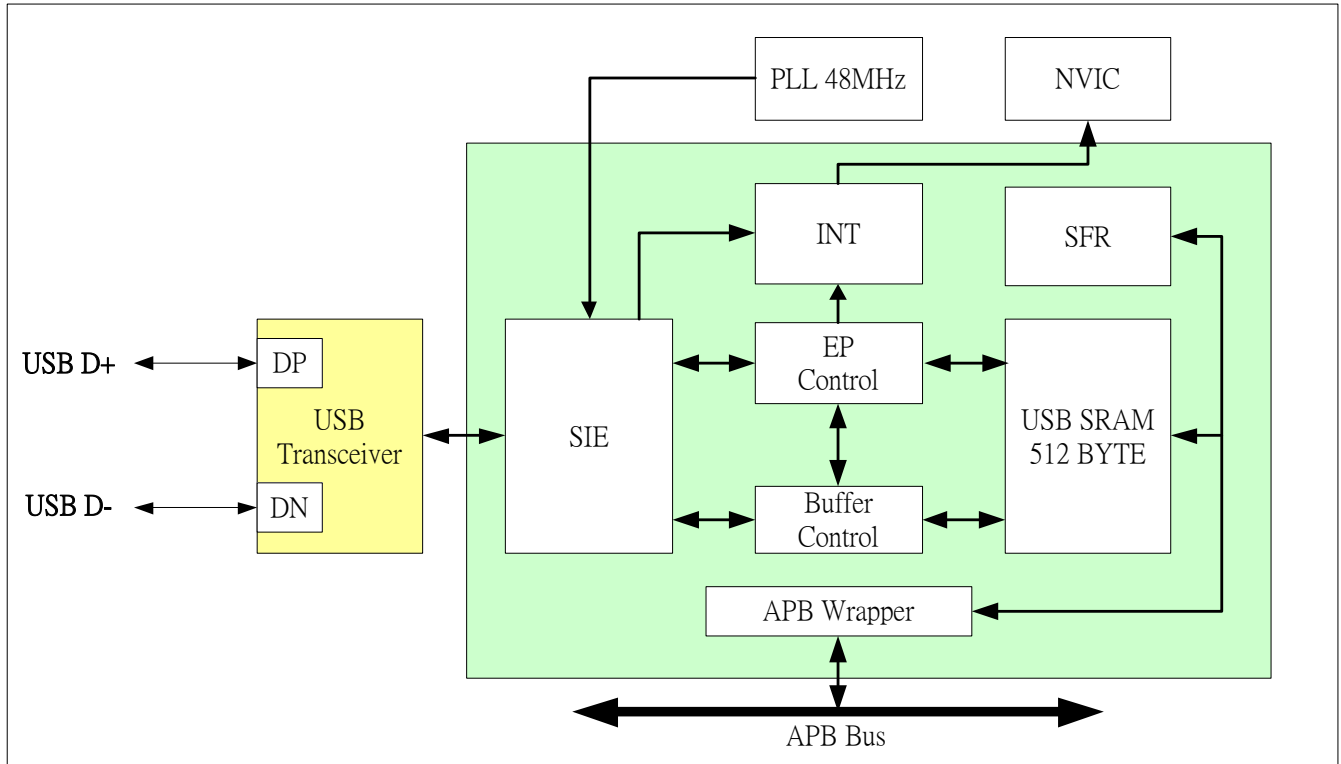 PLL 48MHz
NVIC
INT
SFR
USB D+
DP
USB
Transceiver
SIE
EP
Control
USB SRAM
512 BYTE
USB D-
DN
Buffer
Control
APB Wrapper
APB Bus